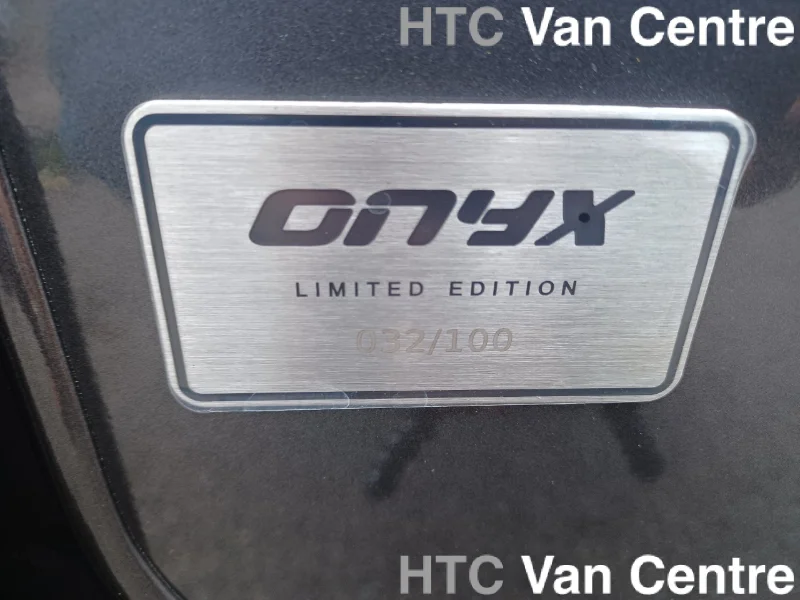 HTC Van Centre
ONYX
LIMITED EDITION
032/100
HTC Van Centre